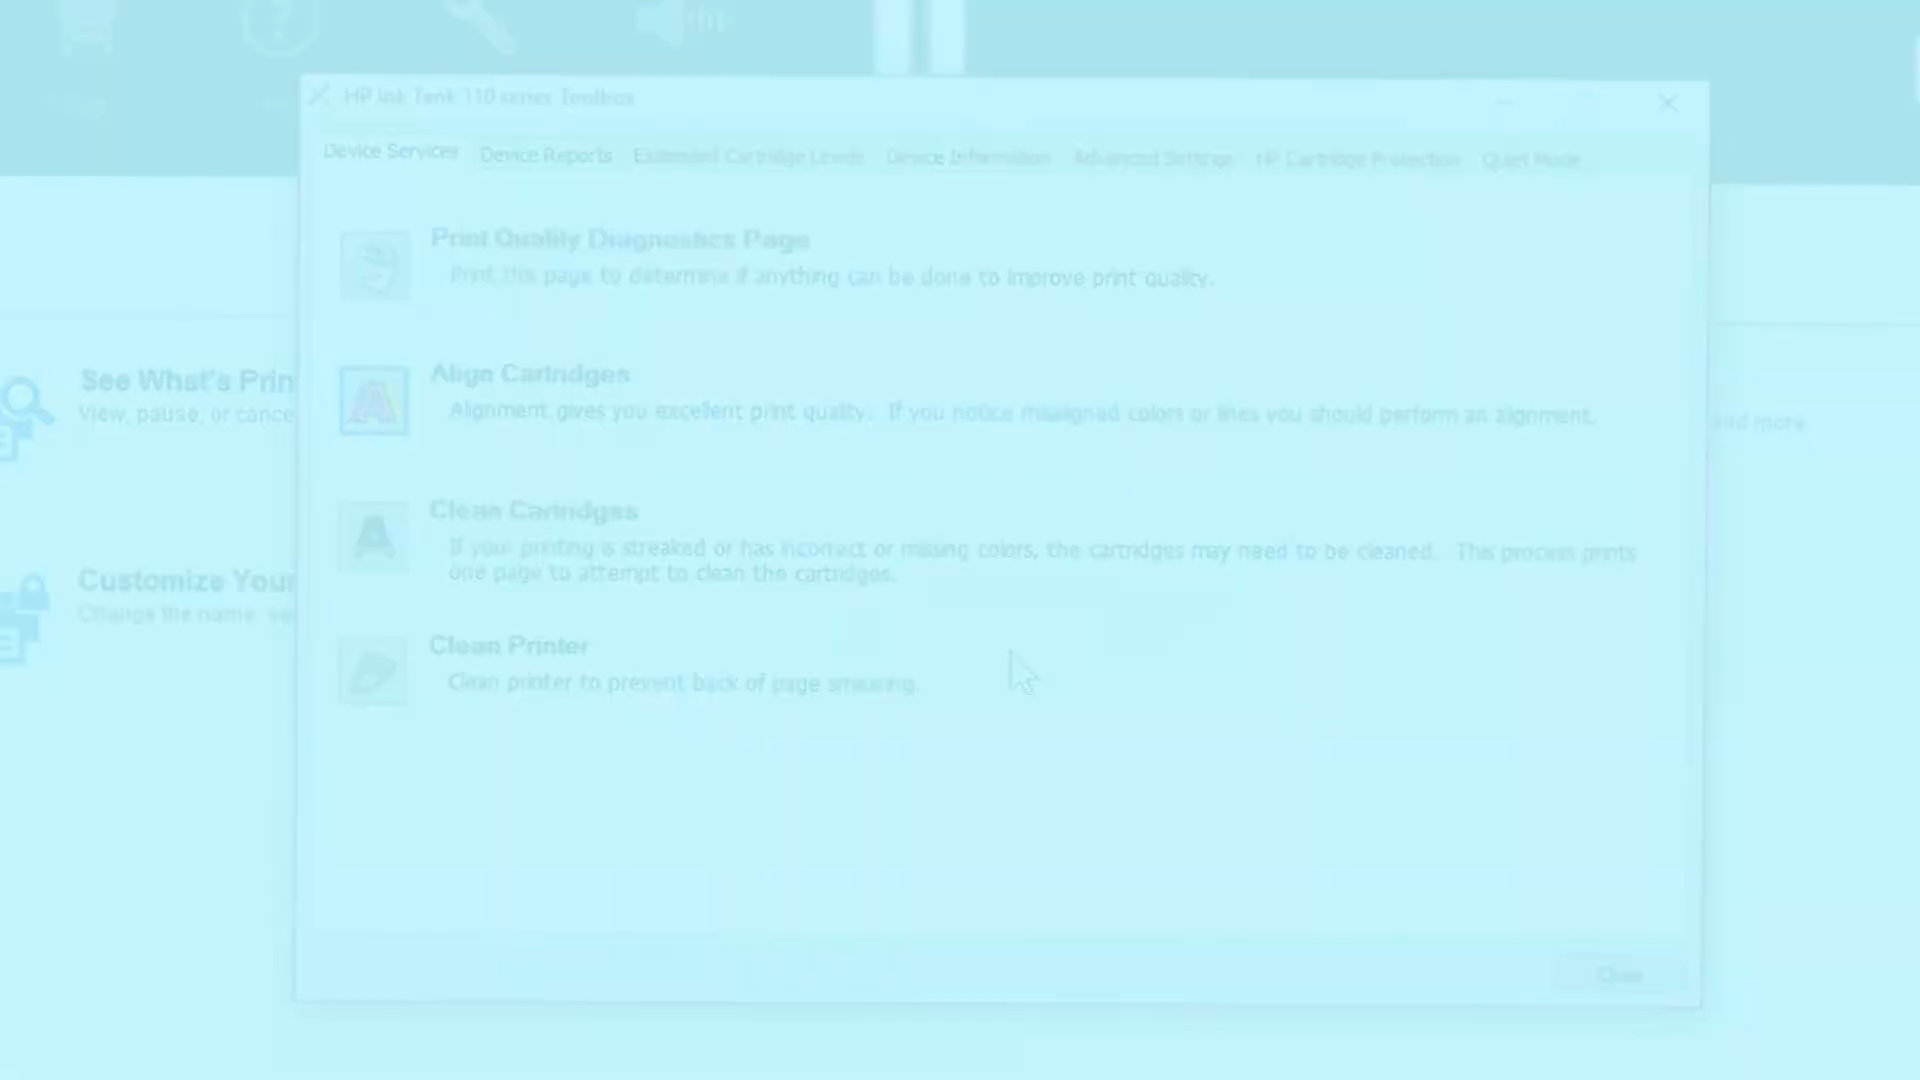 HP Ink Tank 110 series Toolbox
Device Services Device Reports Estimated Cartridge Levels Device Information Advanced Settings HP Cartridge Protection Quiet Mode
Print Quality Diagnostics Page
Print this page to determine if anything can be done to improve print quality.
See What's Prin
View, pause, or cance
Align Cartridges
Alignment gives you excellent print quality. If you notice misaligned colors or lines you should perform an alignment.
and more
Clean Cartridges
If your printing is streaked or has incorrect or missing colors, the cartridges may need to be cleaned. This process prints
one page to attempt to clean the cartridges.
Customize Your
Change the name, se
Clean Printer
Clean printer to prevent back of page smearing.
Close